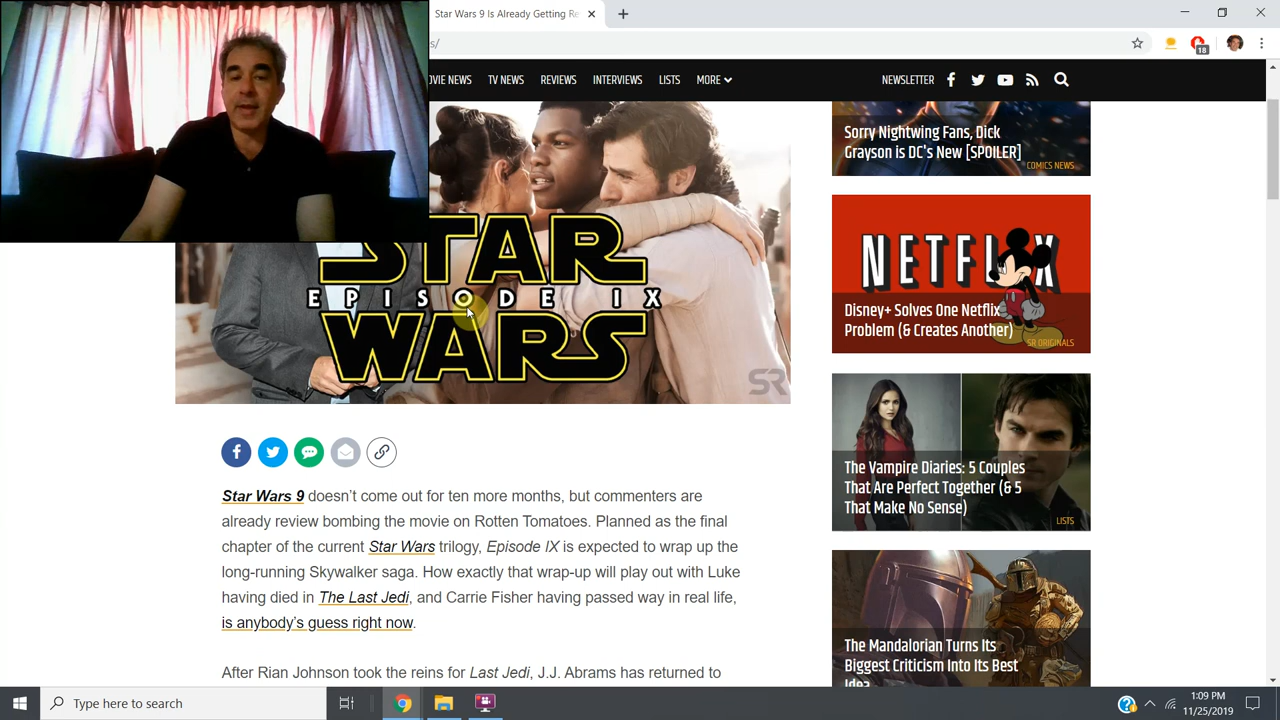 Star Wars 9 Is Already Getting Re
s/
18
OVIE NEWS TV NEWS REVIEWS INTERVIEWS LISTS MORE NEWSLETTER
STAR
EPISODE IX
WARS
SR
Sorry Nightwing Fans, Dick
Grayson is DC's New [SPOILER]
COMICS NEWS
NETFLIX
Disney+ Solves One Netflix
Problem (& Creates Another)
SR ORIGINALS
The Vampire Diaries: 5 Couples
That Are Perfect Together (& 5
That Make No Sense)
LISTS
The Mandalorian Turns Its
Biggest Criticism Into Its Best
Idea
Star Wars 9 doesn’t come out for ten more months, but commenters are
already review bombing the movie on Rotten Tomatoes. Planned as the final
chapter of the current Star Wars trilogy, Episode IX is expected to wrap up the
long-running Skywalker saga. How exactly that wrap-up will play out with Luke
having died in The Last Jedi, and Carrie Fisher having passed way in real life,
is anybody’s guess right now.
After Rian Johnson took the reins for Last Jedi, J.J. Abrams has returned to
Type here to search
1:09 PM
11/25/2019